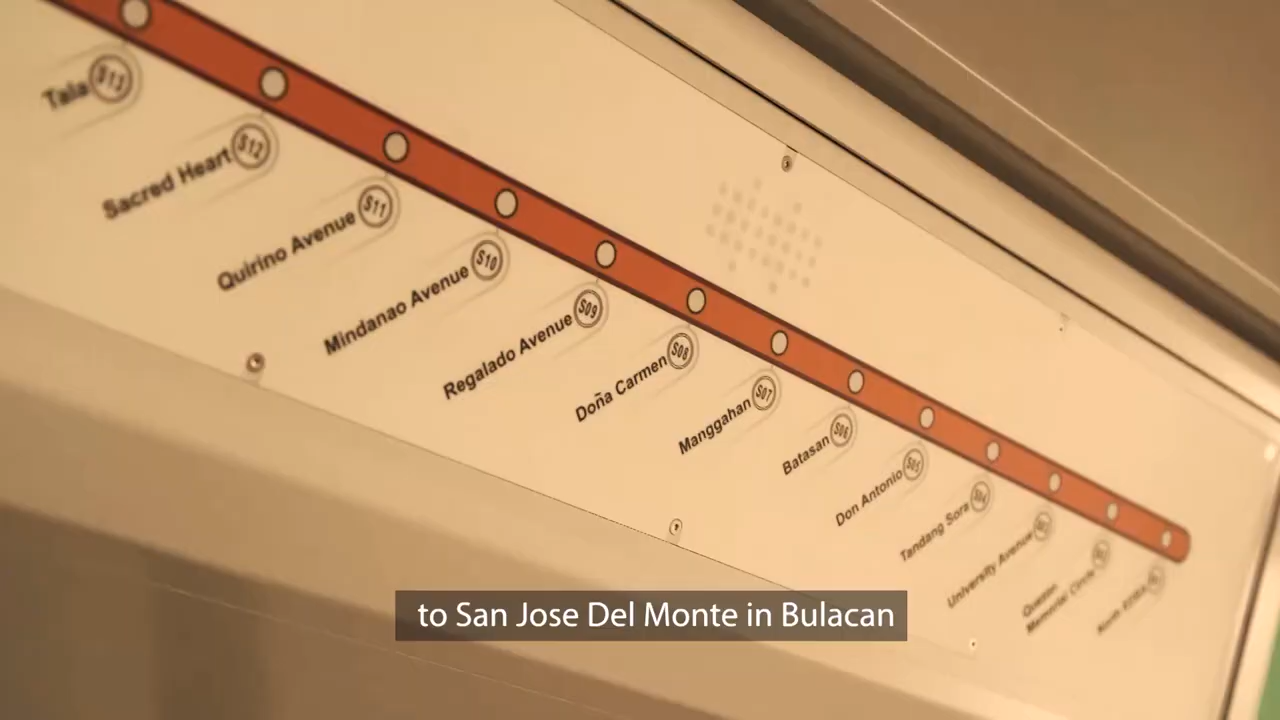 Tala S13
Sacred Heart S12
Quirino Avenue S11
Mindanao Avenue S10
Regalado Avenue S09
Doña Carmen S08
Manggahan S07
Batasan S06
Don Antonio S05
Tandang Sora S04
University Avenue
Quezon
Memorial Circle
North EDSA
to San Jose Del Monte in Bulacan